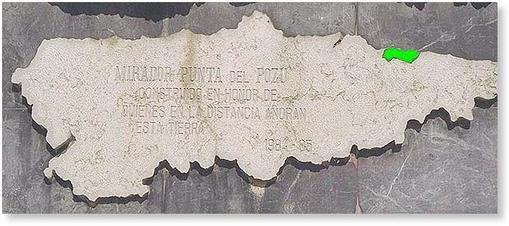 MIRADOR PUNTA DEL POZU
CONSTRUIDO EN HONOR DE
QUIENES EN LA DISTANCIA AÑORAN
ESTA TIERRA
1984-85